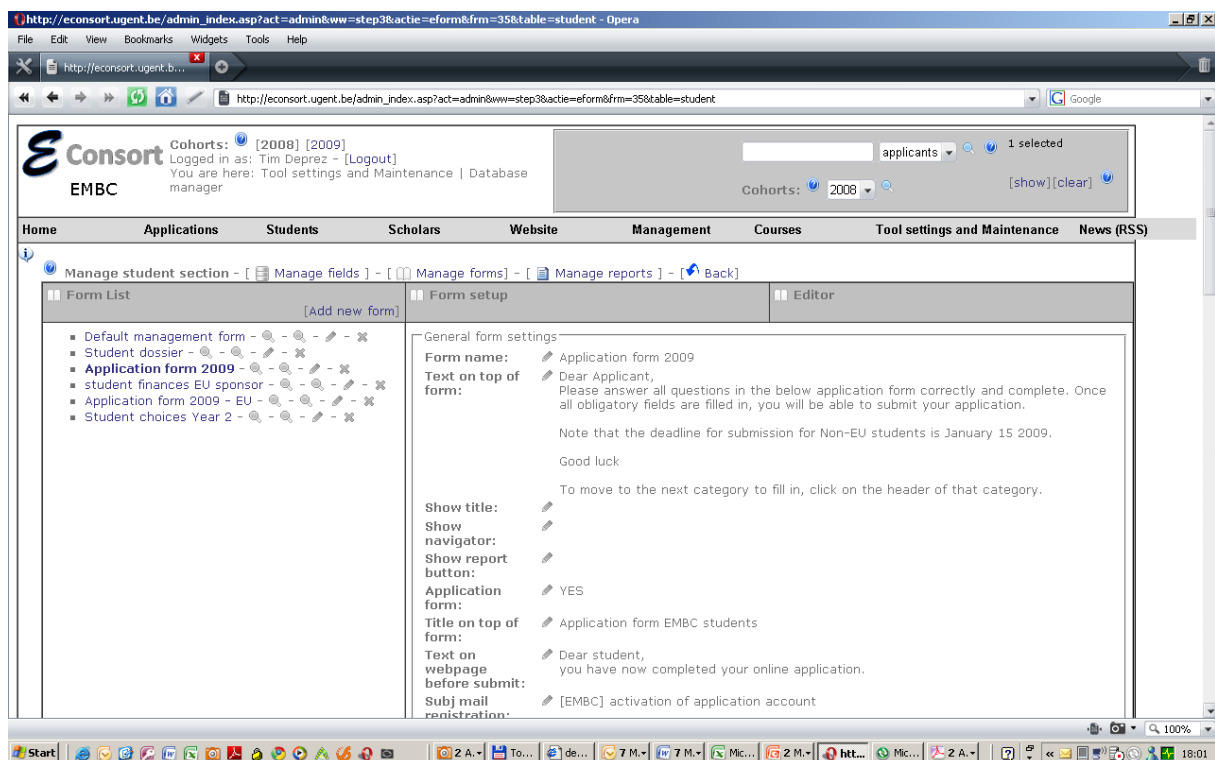 http://econsort.ugent.be/admin_index.asp?act=admin&ww=step3&actie=eform&frm=35&table=student - Opera
File Edit View Bookmarks Widgets Tools Help
http://econsort.ugent.b...
http://econsort.ugent.be/admin_index.asp?act=admin&ww=step3&actie=eform&frm=35&table=student
Google
E Consort
EMBC
Cohorts: [2008] [2009]
Logged in as: Tim Deprez - [Logout]
You are here: Tool settings and Maintenance | Database
manager
applicants
1 selected
Cohorts: 2008
[show][clear]
Home Applications Students Scholars Website Management Courses Tool settings and Maintenance News (RSS)
Manage student section - [ Manage fields ] - [ Manage forms] - [ Manage reports ] - [ Back]
Form List
[Add new form]
Form setup
Editor
Default management form - - - -
Student dossier - - - -
Application form 2009 - - - -
student finances EU sponsor - - - -
Application form 2009 - EU - - - -
Student choices Year 2 - - - -
General form settings
Form name: Application form 2009
Text on top of form: Dear Applicant,
Please answer all questions in the below application form correctly and complete. Once
all obligatory fields are filled in, you will be able to submit your application.
Note that the deadline for submission for Non-EU students is January 15 2009.
Good luck
To move to the next category to fill in, click on the header of that category.
Show title:
Show
navigator:
Show report
button:
Application
form: YES
Title on top of
form: Application form EMBC students
Text on
webpage
before submit: Dear student,
you have now completed your online application.
Subj mail
registration: [EMBC] activation of application account
100%
Start
2 A.
To...
de...
7 M.
7 M.
Mic...
2 M.
htt...
Mic...
2 A.
18:01